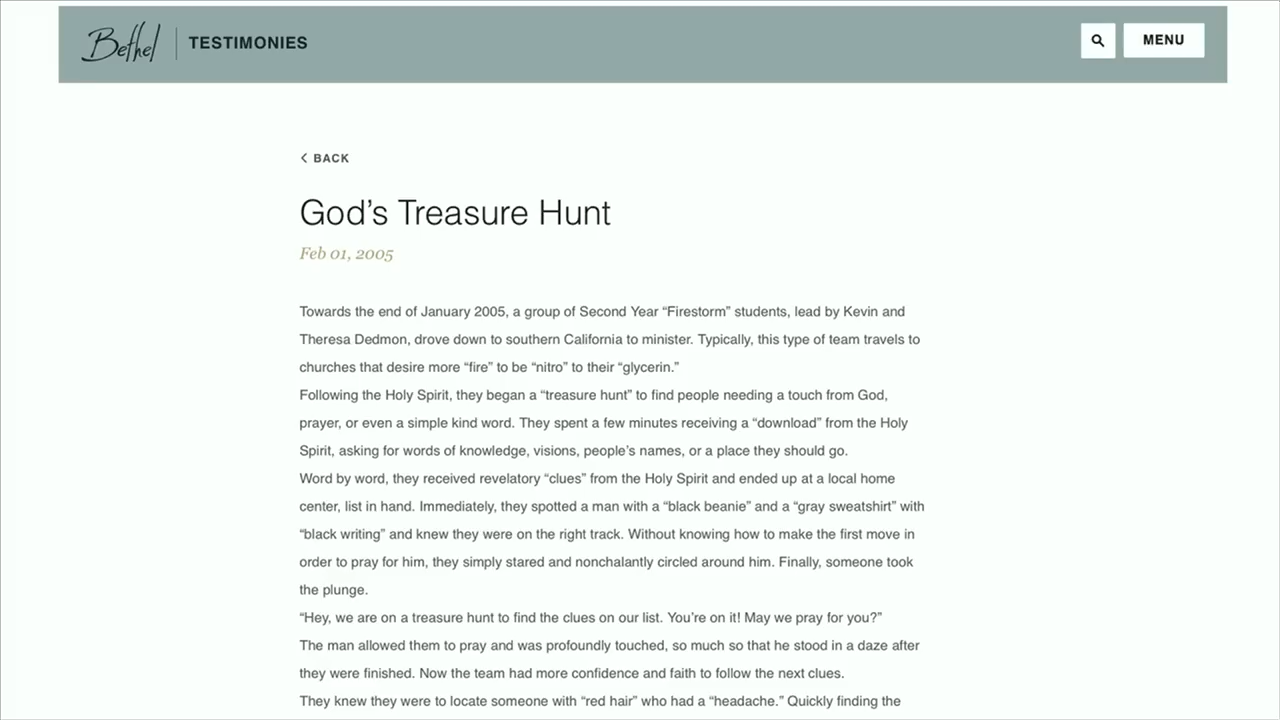 Bethel
TESTIMONIES
MENU
BACK
God’s Treasure Hunt
Feb 01, 2005
Towards the end of January 2005, a group of Second Year “Firestorm” students, lead by Kevin and
Theresa Dedmon, drove down to southern California to minister. Typically, this type of team travels to
churches that desire more “fire” to be “nitro” to their “glycerin.”
Following the Holy Spirit, they began a “treasure hunt” to find people needing a touch from God,
prayer, or even a simple kind word. They spent a few minutes receiving a “download” from the Holy
Spirit, asking for words of knowledge, visions, people’s names, or a place they should go.
Word by word, they received revelatory “clues” from the Holy Spirit and ended up at a local home
center, list in hand. Immediately, they spotted a man with a “black beanie” and a “gray sweatshirt” with
“black writing” and knew they were on the right track. Without knowing how to make the first move in
order to pray for him, they simply stared and nonchalantly circled around him. Finally, someone took
the plunge.
“Hey, we are on a treasure hunt to find the clues on our list. You’re on it! May we pray for you?”
The man allowed them to pray and was profoundly touched, so much so that he stood in a daze after
they were finished. Now the team had more confidence and faith to follow the next clues.
They knew they were to locate someone with “red hair” who had a “headache.” Quickly finding the